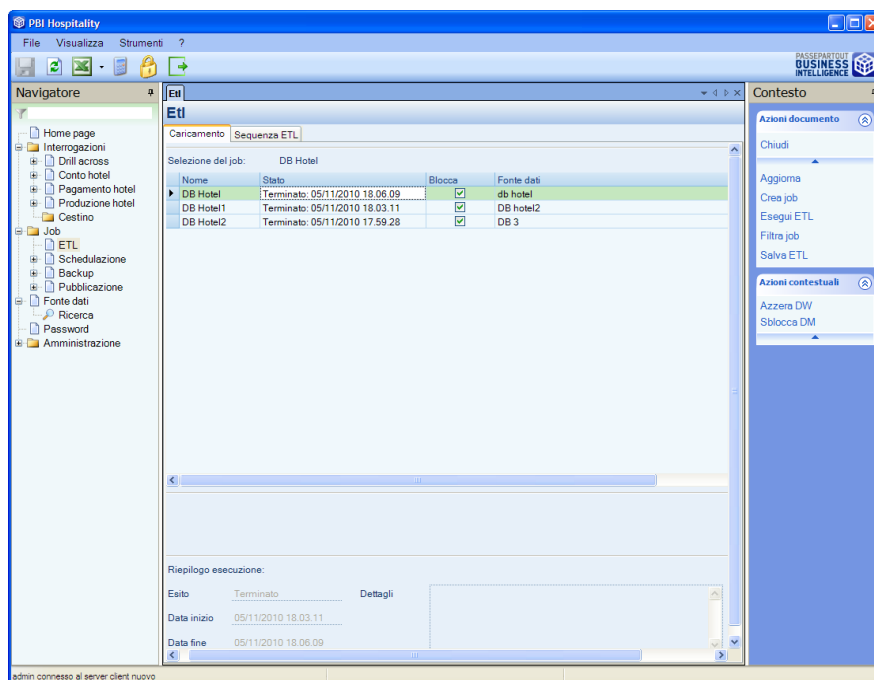 PBI Hospitality
File Visualizza Strumenti ?
PASSEPARTOUT
BUSINESS
INTELLIGENCE
Navigatore
Home page
Interrogazioni
Drill across
Conto hotel
Pagamento hotel
Produzione hotel
Cestino
Job
ETL
Schedulazione
Backup
Pubblicazione
Fonte dati
Ricerca
Password
Amministrazione
Etl
Etl
Caricamento Sequenza ETL
Selezione del job: DB Hotel
Nome Stato Blocca Fonte dati
DB Hotel Terminato: 05/11/2010 18.06.09 db hotel
DB Hotel1 Terminato: 05/11/2010 18.03.11 DB hotel2
DB Hotel2 Terminato: 05/11/2010 17.59.28 DB 3
Riepilogo esecuzione:
Esito Terminato Dettagli
Data inizio 05/11/2010 18.03.11
Data fine 05/11/2010 18.06.09
Contesto
Azioni documento
Chiudi
Aggiorna
Crea job
Esegui ETL
Filtra job
Salva ETL
Azioni contestuali
Azzera DW
Sblocca DM
admin connesso al server client nuovo